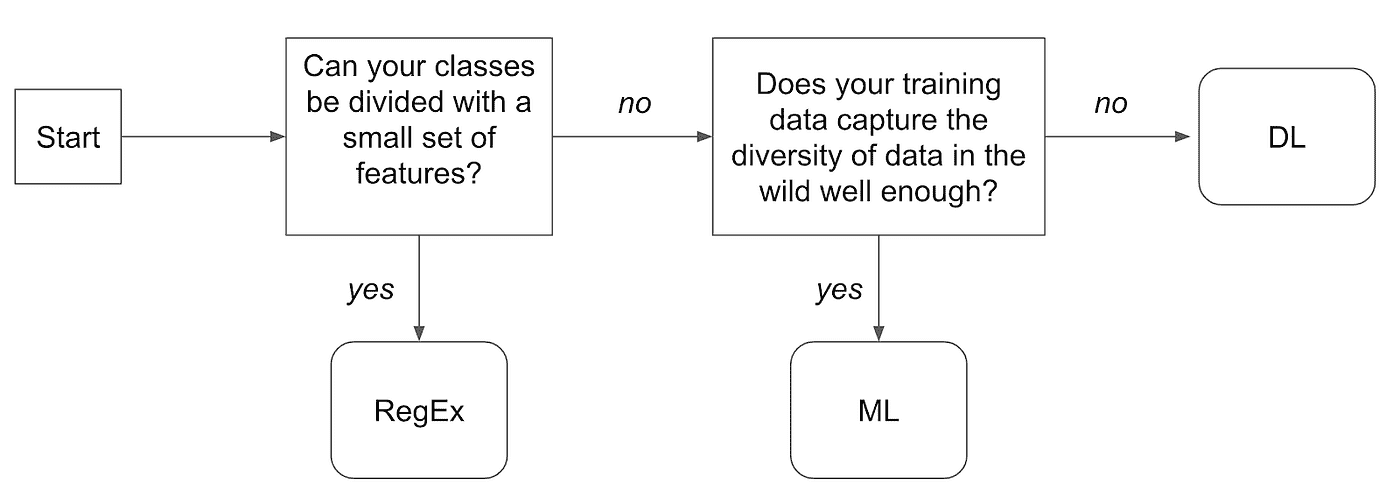 Start
Can your classes
be divided with a
small set of
features?
no
Does your training
data capture the
diversity of data in the
wild well enough?
no
DL
yes
yes
RegEx
ML